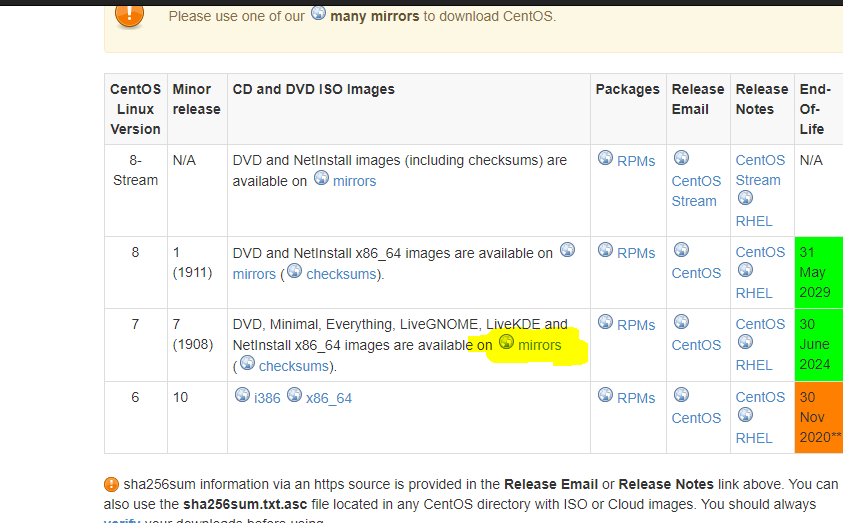 Please use one of our many mirrors to download CentOS.
CentOS Linux Version
Minor release
CD and DVD ISO Images
Packages
Release Email
Release Notes
End-Of-Life
8-Stream
N/A
DVD and NetInstall images (including checksums) are
available on mirrors
RPMs
CentOS Stream
CentOS Stream
RHEL
N/A
8
1
(1911)
DVD and NetInstall x86_64 images are available on
mirrors (checksums).
RPMs
CentOS
CentOS
RHEL
31
May
2029
7
7
(1908)
DVD, Minimal, Everything, LiveGNOME, LiveKDE and
NetInstall x86_64 images are available on mirrors
(checksums).
RPMs
CentOS
CentOS
RHEL
30
June
2024
6
10
i386 x86_64
RPMs
CentOS
CentOS
RHEL
30
Nov
2020**
sha256sum information via an https source is provided in the Release Email or Release Notes link above. You can
also use the sha256sum.txt.asc file located in any CentOS directory with ISO or Cloud images. You should always
verify your downloads before using